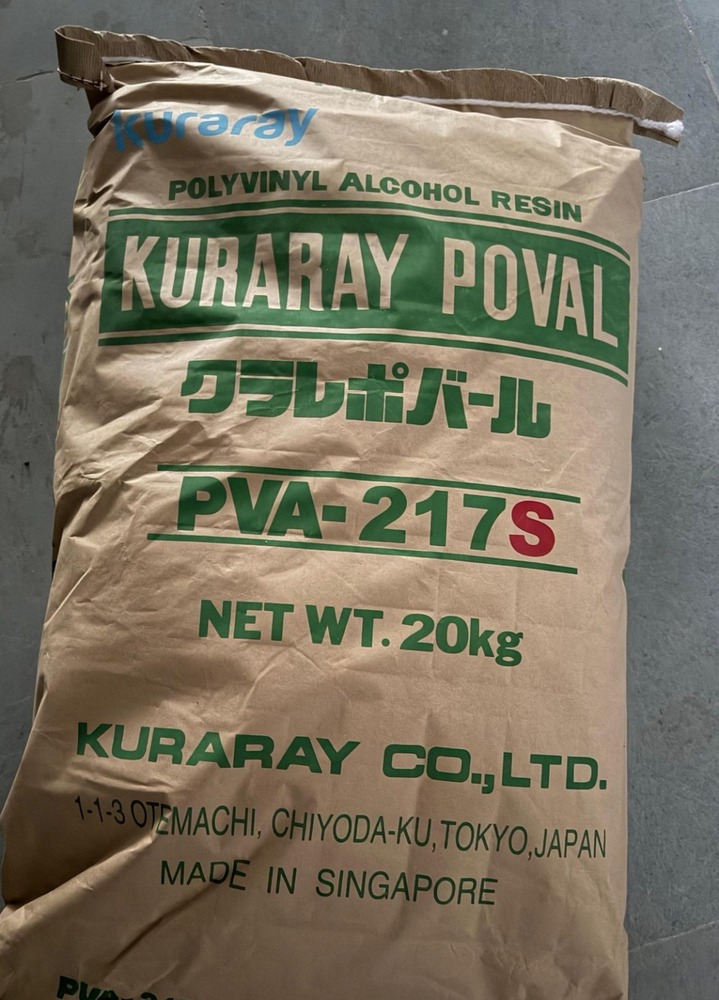 kuraray
POLYVINYL ALCOHOL RESIN
KURARAY POVAL
クラレポバール
PVA-217S
NET WT. 20kg
KURARAY CO.,LTD.
1-1-3 OTEMACHI, CHIYODA-KU,TOKYO,JAPAN
MADE IN SINGAPORE